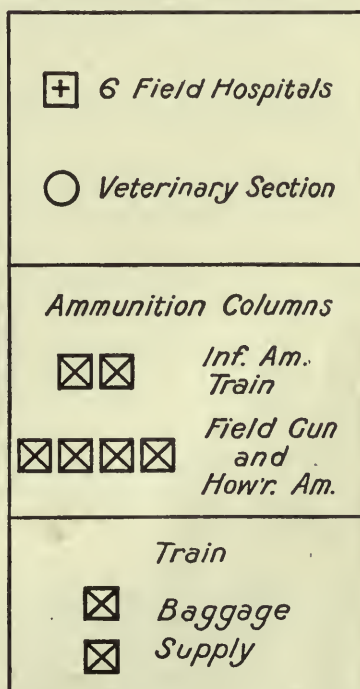 6 Field Hospitals
Veterinary Section
Ammunition Columns
Inf. Am.
Train
Field Gun
and
How'r. Am.
Train
Baggage
Supply